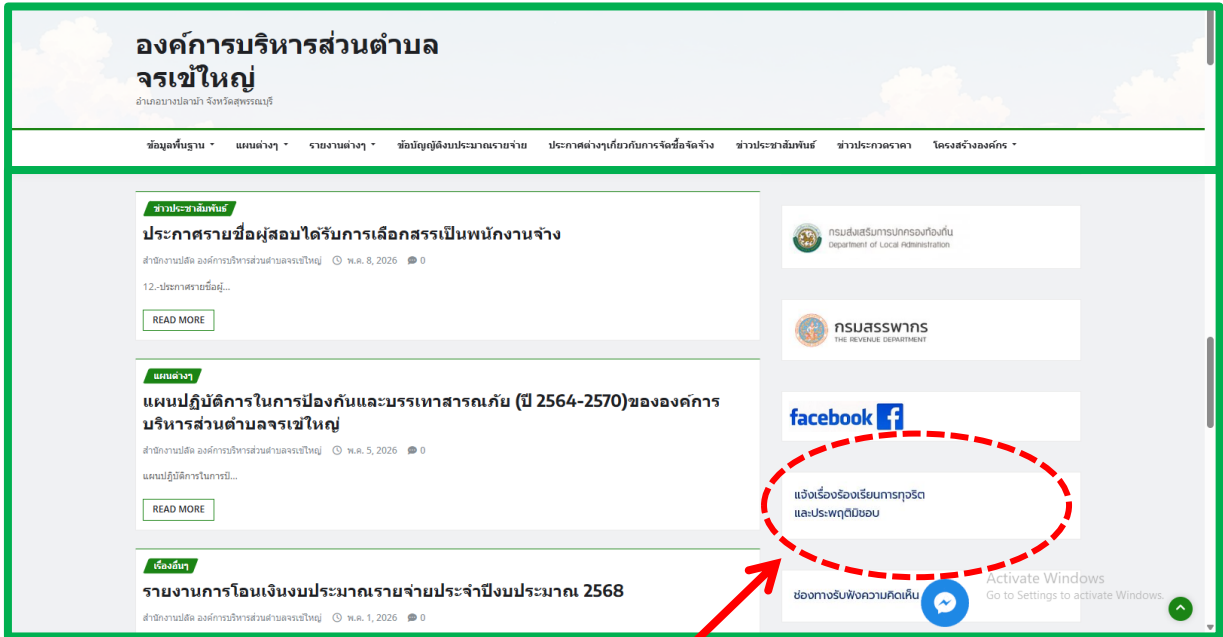 องค์การบริหารส่วนตำบล
จรเข้ใหญ่
อำเภอบางปลาม้า จังหวัดสุพรรณบุรี
ข้อมูลพื้นฐาน แผนต่างๆ รายงานต่างๆ ข้อบัญญัติงบประมาณรายจ่าย ประกาศต่างๆเกี่ยวกับการจัดซื้อจัดจ้าง ข่าวประชาสัมพันธ์ ข่าวประกวดราคา โครงสร้างองค์กร
ข่าวประชาสัมพันธ์
ประกาศรายชื่อผู้สอบได้รับการเลือกสรรเป็นพนักงานจ้าง
สำนักงานปลัด องค์การบริหารส่วนตำบลจรเข้ใหญ่ พ.ค. 8, 2026 0
12.-ประกาศรายชื่อผู้...
READ MORE
แผนต่างๆ
แผนปฏิบัติการในการป้องกันและบรรเทาสารณภัย (ปี 2564-2570)ขององค์การ
บริหารส่วนตำบลจรเข้ใหญ่
สำนักงานปลัด องค์การบริหารส่วนตำบลจรเข้ใหญ่ พ.ค. 5, 2026 0
แผนปฏิบัติการในการป้...
READ MORE
เรื่องอื่นๆ
รายงานการโอนเงินงบประมาณรายจ่ายประจำปีงบประมาณ 2568
สำนักงานปลัด องค์การบริหารส่วนตำบลจรเข้ใหญ่ พ.ค. 1, 2026 0
กรมส่งเสริมการปกครองท้องถิ่น
Department of Local Administration
กรมสรรพากร
THE REVENUE DEPARTMENT
facebook
แจ้งเรื่องร้องเรียนการทุจริต
และประพฤติมิชอบ
ช่องทางรับฟังความคิดเห็น
Activate Windows
Go to Settings to activate Windows.